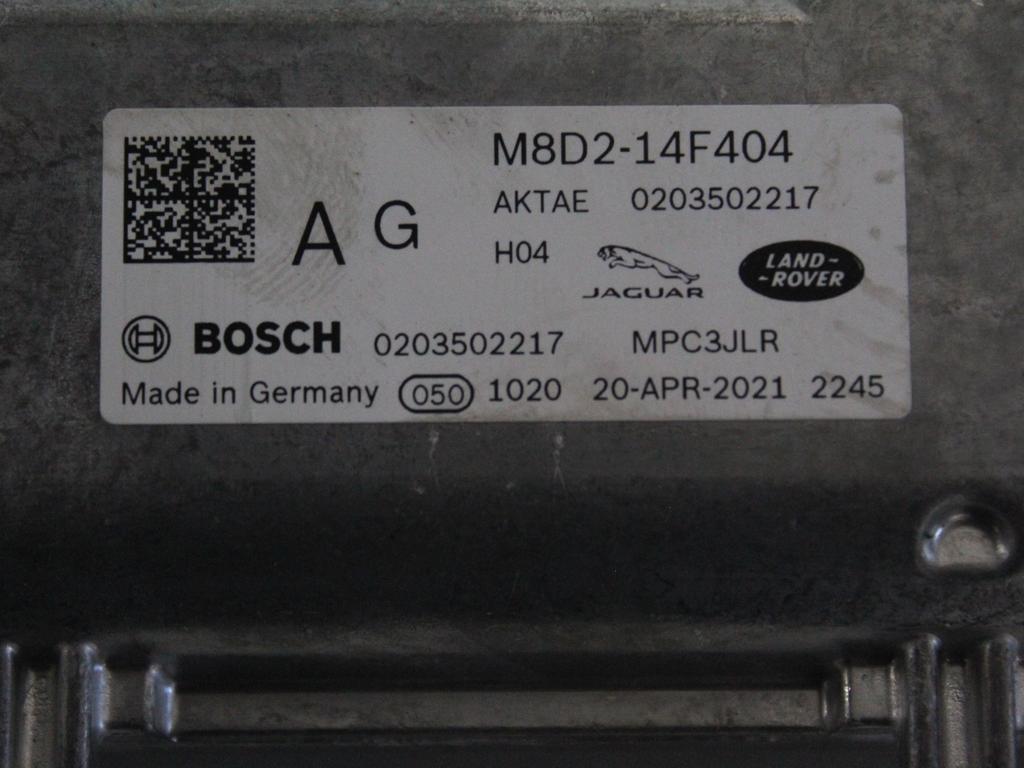 M8D2-14F404
A G
AKTAE 0203502217
H04
JAGUAR
LAND-
-ROVER
BOSCH 0203502217 MPC3JLR
Made in Germany 050 1020 20-APR-2021 2245